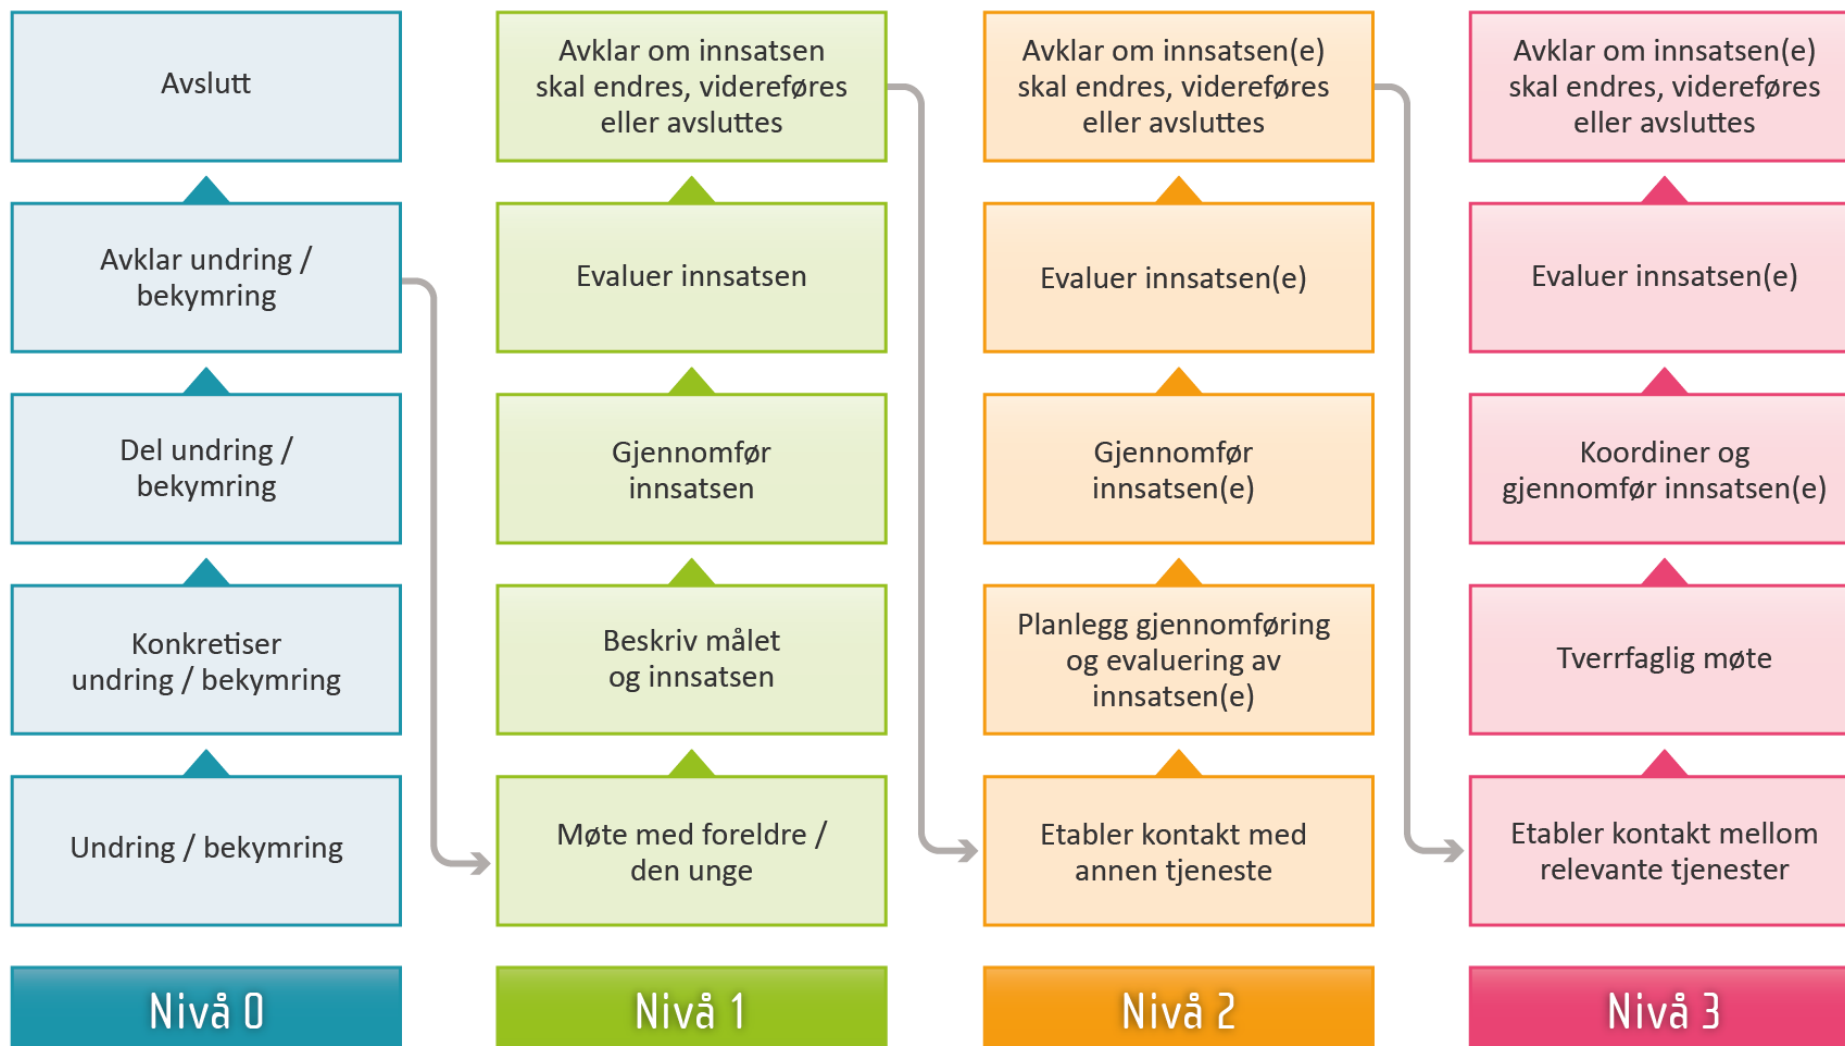 Avslutt
Avklar undring /
bekymring
Del undring /
bekymring
Konkretiser
undring / bekymring
Undring / bekymring
Nivå 0
Avklar om innsatsen
skal endres, videreføres
eller avsluttes
Evaluer innsatsen
Gjennomfør
innsatsen
Beskriv målet
og innsatsen
Møte med foreldre /
den unge
Nivå 1
Avklar om innsatsen(e)
skal endres, videreføres
eller avsluttes
Evaluer innsatsen(e)
Gjennomfør
innsatsen(e)
Planlegg gjennomføring
og evaluering av
innsatsen(e)
Etabler kontakt med
annen tjeneste
Nivå 2
Avklar om innsatsen(e)
skal endres, videreføres
eller avsluttes
Evaluer innsatsen(e)
Koordiner og
gjennomfør innsatsen(e)
Tverrfaglig møte
Etabler kontakt mellom
relevante tjenester
Nivå 3